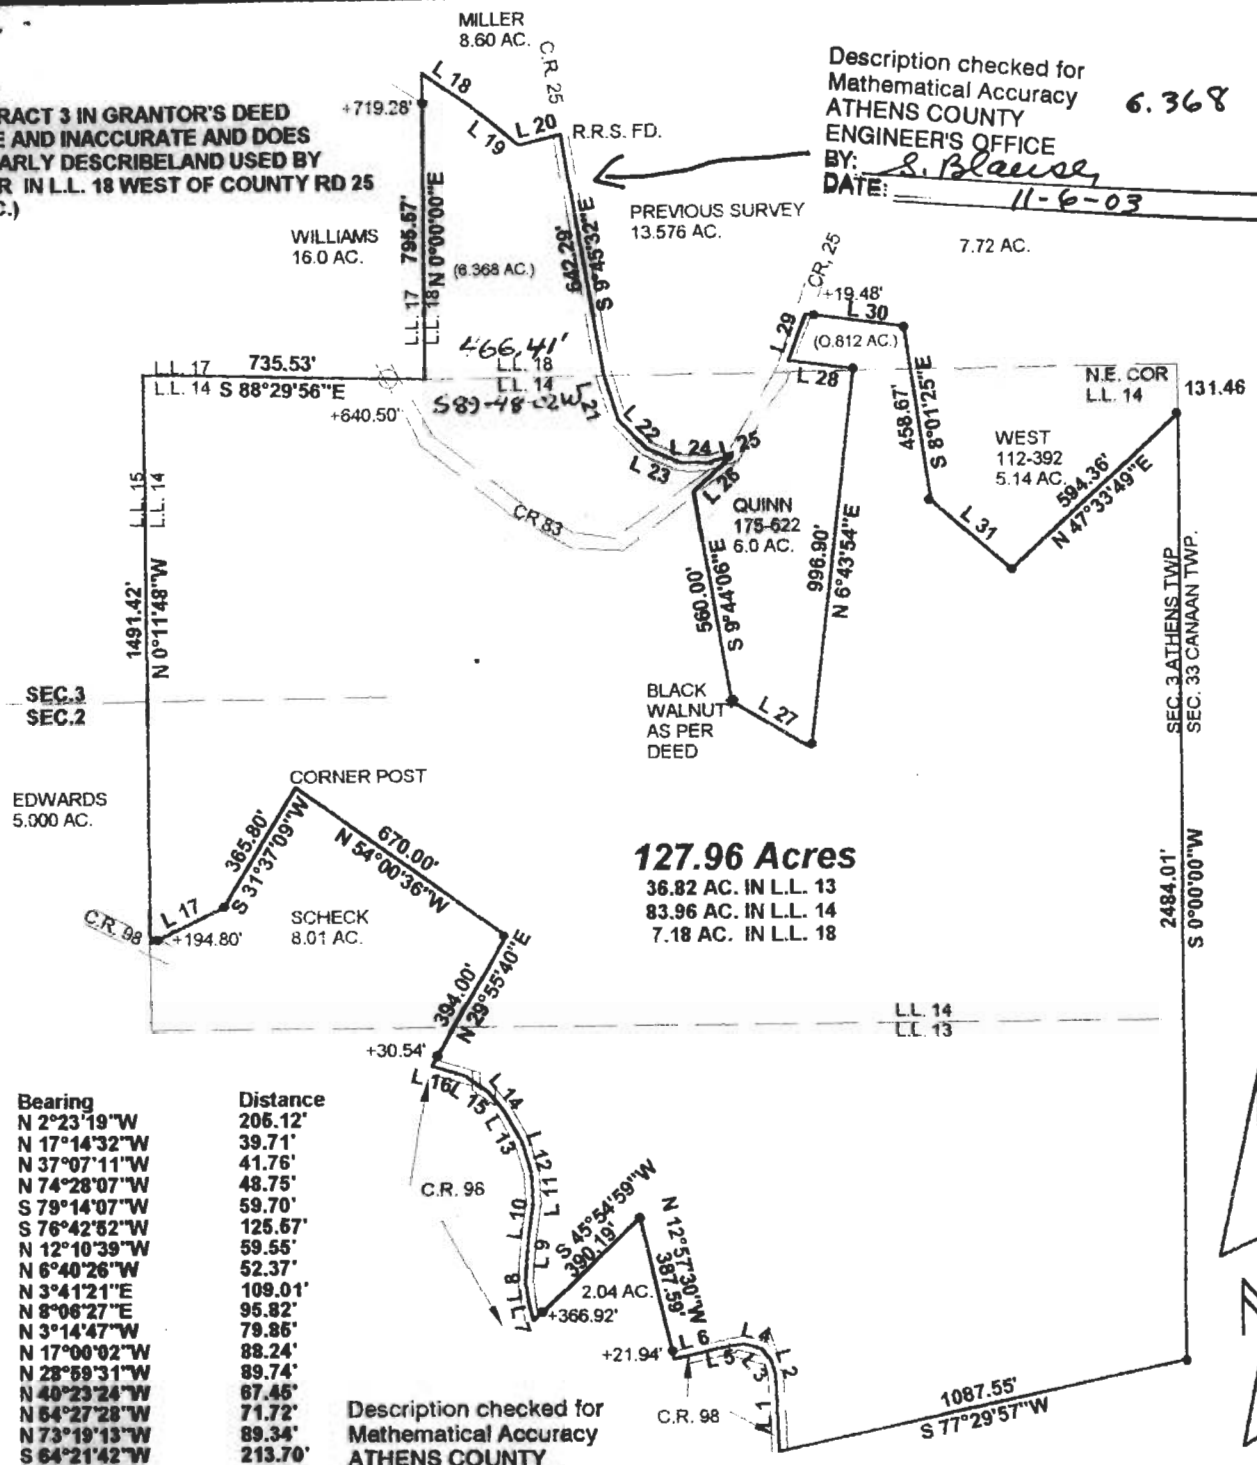 MILLER
8.60 AC.
C.R. 25
RACT 3 IN GRANTOR'S DEED
E AND INACCURATE AND DOES
ARLY DESCRIBELAND USED BY
R IN L.L. 18 WEST OF COUNTY RD 25
C.)
Description checked for
Mathematical Accuracy
ATHENS COUNTY
ENGINEER'S OFFICE
BY: S. Blausey
DATE: 11-6-03
6.368
+719.28'
L 18
L 19
L 20
R.R.S. FD.
WILLIAMS
16.0 AC.
795.57'
N 0°00'00"E
L.L. 17
L.L. 18
(6.368 AC.)
642.29'
S 9°45'32"E
PREVIOUS SURVEY
13.576 AC.
7.72 AC.
CR, 25
+19.48'
L 29
L 30
(0.812 AC.)
L 28
L.L. 17
L.L. 14
735.53'
S 88°29'56"E
+640.50'
466.41'
L.L. 18
L.L. 14
S89-48-02W
L 21
L 22
L 23
L 24
L 25
L 26
CR 83
N.E. COR
L.L. 14
131.46
458.67'
S 8°01'25"E
WEST
112-392
5.14 AC.
594.36'
N 47°33'49"E
L 31
QUINN
175-622
6.0 AC.
996.90'
N 6°43'54"E
560.00'
S 9°44'06"E
L.L. 15
L.L. 14
1491.42'
N 0°11'48"W
SEC.3
SEC.2
BLACK
WALNUT
AS PER
DEED
L 27
SEC. 3 ATHENS TWP
SEC. 33 CANAAN TWP.
EDWARDS
5.000 AC.
CORNER POST
365.80'
S 31°37'09"W
670.00'
N 54°00'36"W
127.96 Acres
36.82 AC. IN L.L. 13
83.96 AC. IN L.L. 14
7.18 AC. IN L.L. 18
2484.01'
S 0°00'00"W
C.R. 98
L 17
+194.80'
SCHECK
8.01 AC.
394.00'
N 29°55'40"E
L.L. 14
L.L. 13
+30.54'
L 16
L 15
L 14
L 13
L 12
L 11
L 10
L 9
L 8
L 7
C.R. 98
S 45°54'59"W
390.19'
2.04 AC.
+366.92'
N 12°57'30"W
387.59'
+21.94'
L 6
L 5
L 4
L 3
L 2
L 1
C.R. 98
1087.55'
S 77°29'57"W
Bearing Distance
N 2°23'19"W 205.12'
N 17°14'32"W 39.71'
N 37°07'11"W 41.76'
N 74°28'07"W 48.75'
S 79°14'07"W 59.70'
S 76°42'52"W 125.57'
N 12°10'39"W 59.55'
N 6°40'26"W 52.37'
N 3°41'21"E 109.01'
N 8°06'27"E 95.82'
N 3°14'47"W 79.86'
N 17°00'02"W 88.24'
N 28°59'31"W 89.74'
N 40°23'24"W 67.45'
N 54°27'28"W 71.72'
N 73°19'13"W 89.34'
S 64°21'42"W 213.70'
Description checked for
Mathematical Accuracy
ATHENS COUNTY